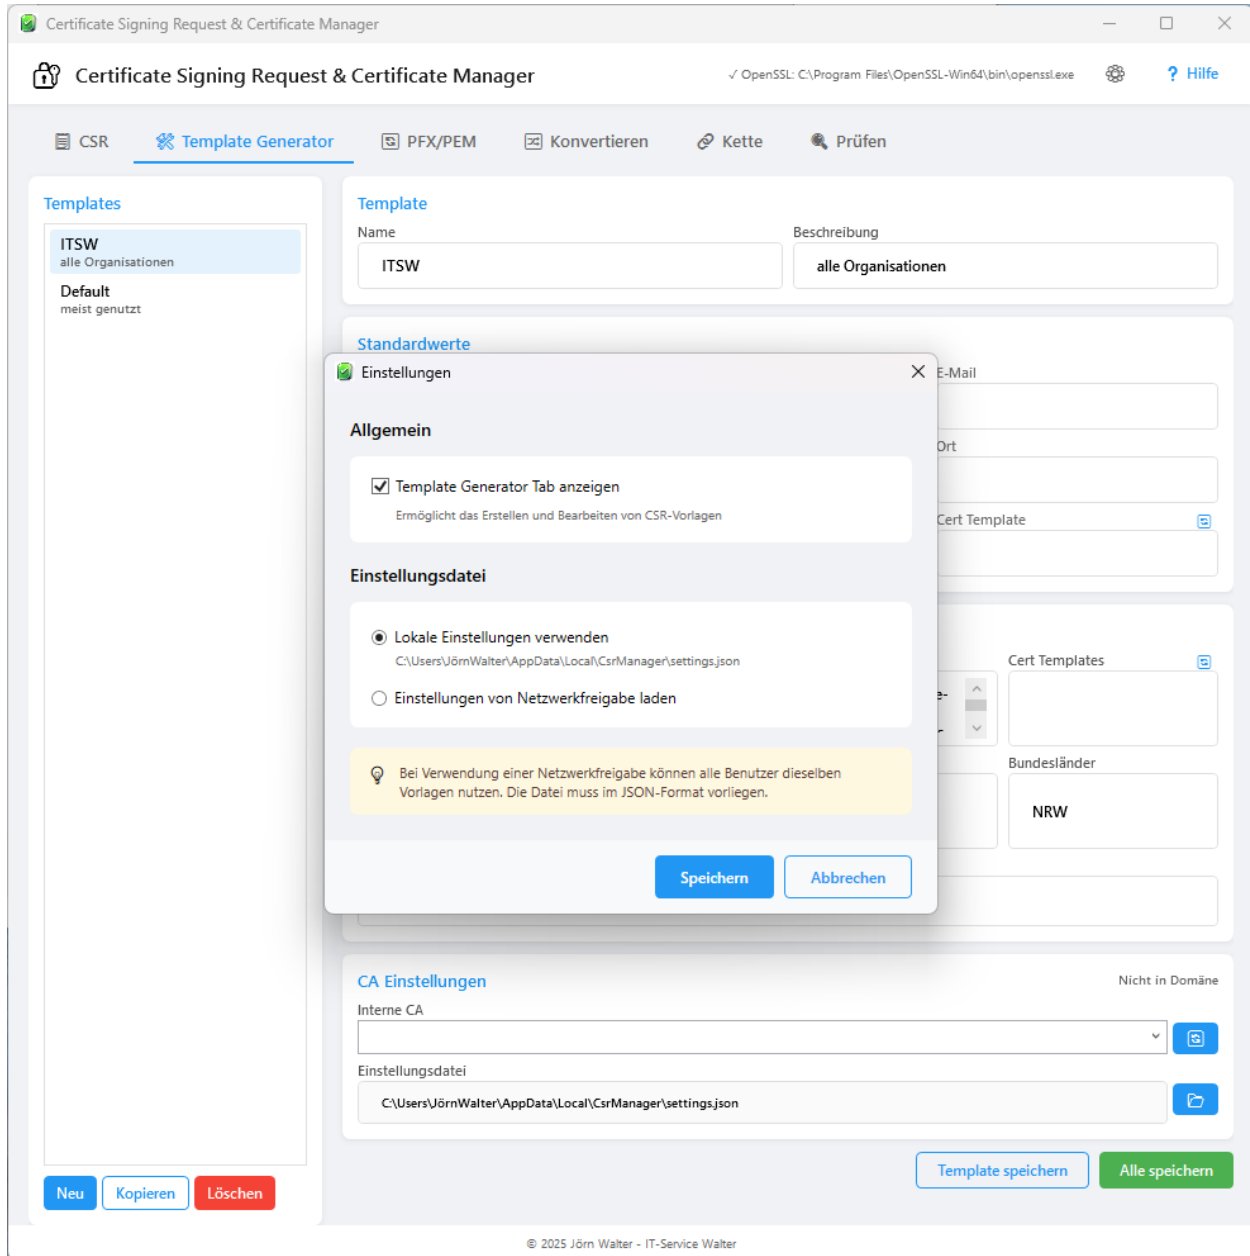 Certificate Signing Request & Certificate Manager
Certificate Signing Request & Certificate Manager
✓ OpenSSL: C:\Program Files\OpenSSL-Win64\bin\openssl.exe
? Hilfe
CSR
Template Generator
PFX/PEM
Konvertieren
Kette
Prüfen
Templates
ITSW
alle Organisationen
Default
meist genutzt
Neu
Kopieren
Löschen
Template
Name
Beschreibung
ITSW
alle Organisationen
Standardwerte
E-Mail
Ort
Cert Template
Cert Templates
Bundesländer
NRW
Einstellungen
Allgemein
Template Generator Tab anzeigen
Ermöglicht das Erstellen und Bearbeiten von CSR-Vorlagen
Einstellungsdatei
Lokale Einstellungen verwenden
C:\Users\JörnWalter\AppData\Local\CsrManager\settings.json
Einstellungen von Netzwerkfreigabe laden
Bei Verwendung einer Netzwerkfreigabe können alle Benutzer dieselben
Vorlagen nutzen. Die Datei muss im JSON-Format vorliegen.
Speichern
Abbrechen
CA Einstellungen
Nicht in Domäne
Interne CA
Einstellungsdatei
C:\Users\JörnWalter\AppData\Local\CsrManager\settings.json
Template speichern
Alle speichern
© 2025 Jörn Walter - IT-Service Walter